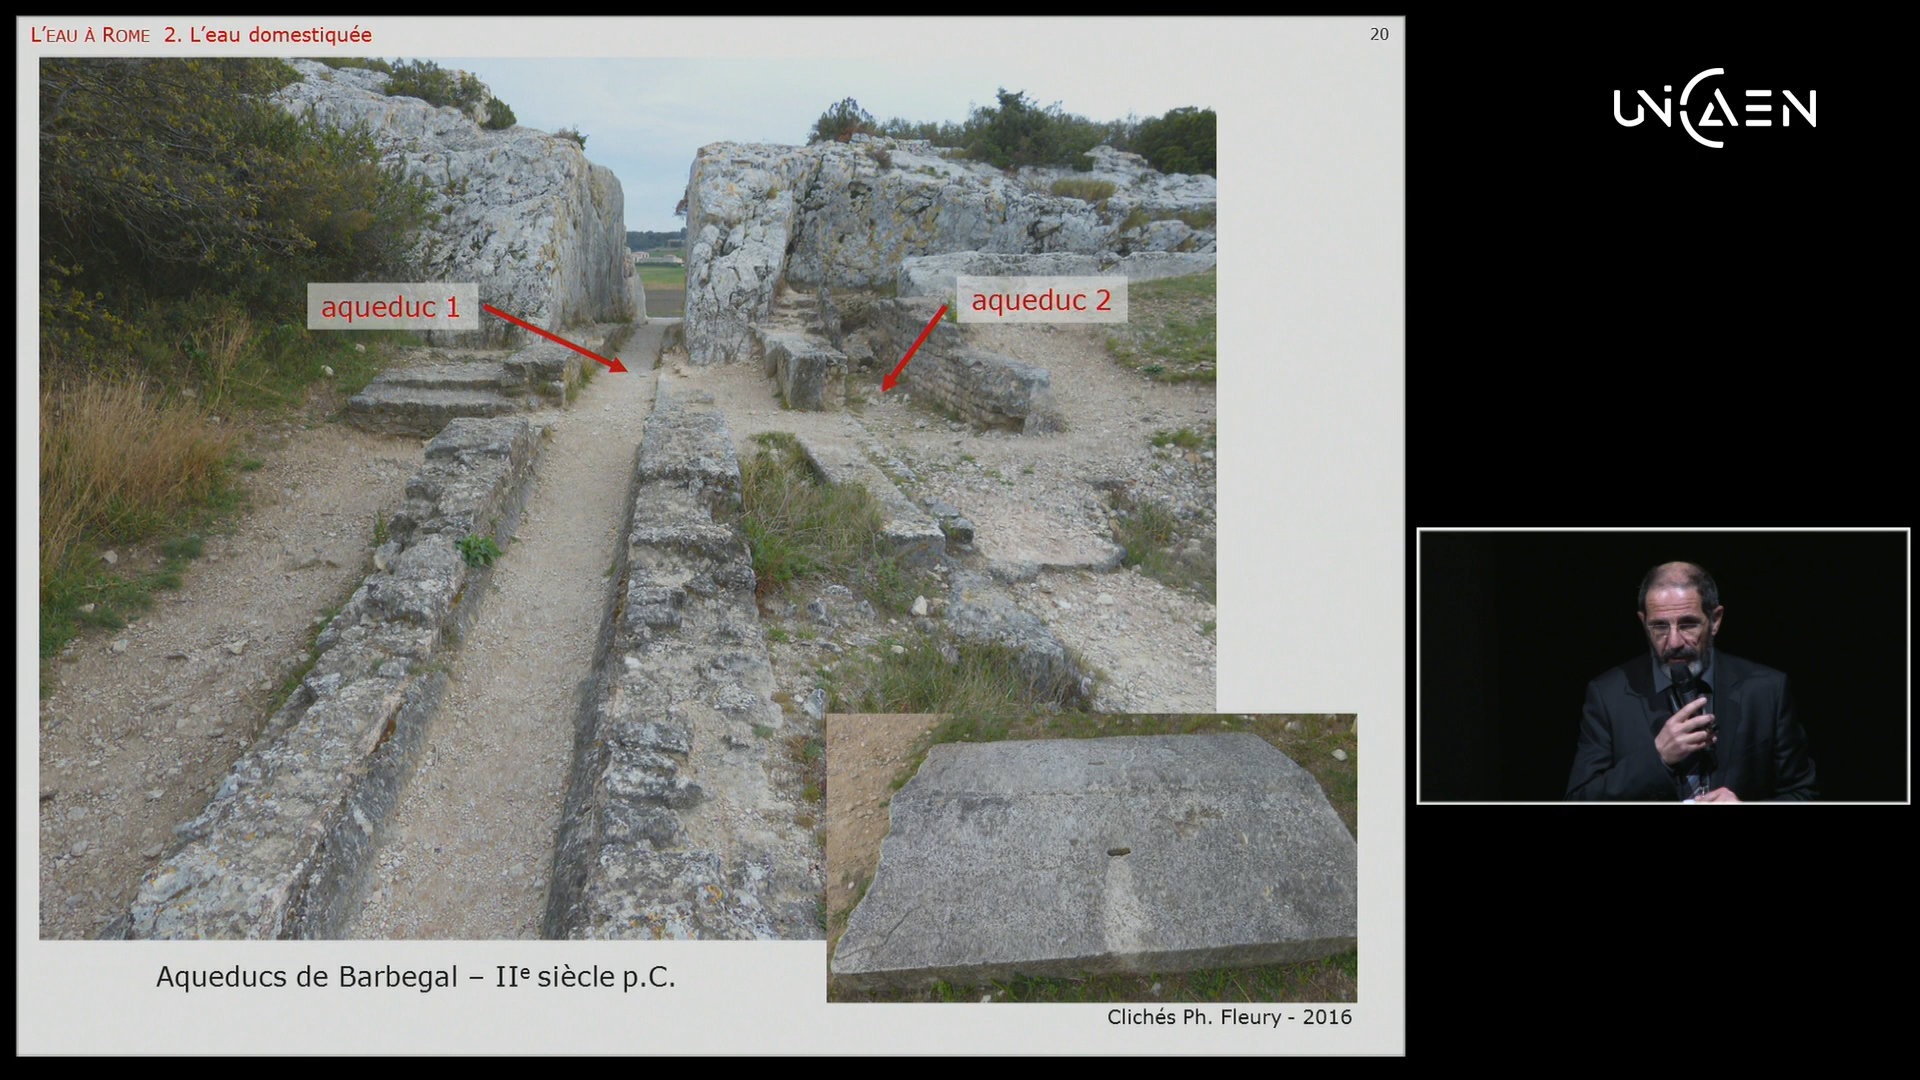 L'EAU À ROME 2. L'eau domestiquée
20
UNICAEN
aqueduc 1
aqueduc 2
Aqueducs de Barbegal – IIe siècle p.C.
Clichés Ph. Fleury - 2016